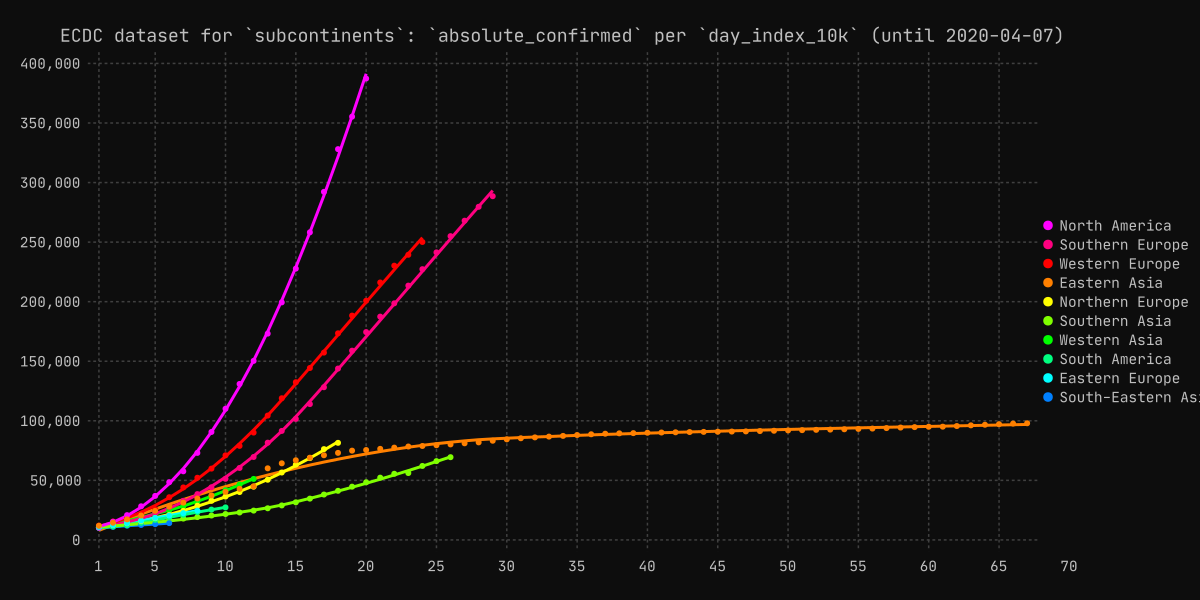 ECDC dataset for `subcontinents`: `absolute_confirmed` per `day_index_10k` (until 2020-04-07)
400,000
350,000
300,000
250,000
200,000
150,000
100,000
50,000
0
1 5 10 15 20 25 30 35 40 45 50 55 60 65 70
North America
Southern Europe
Western Europe
Eastern Asia
Northern Europe
Southern Asia
Western Asia
South America
Eastern Europe
South-Eastern As